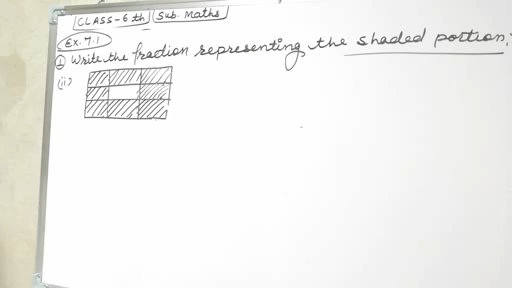 CLASS-6th Sub. Maths
Ex. 7.1
① Write the fraction representing the shaded portion.
(ii)